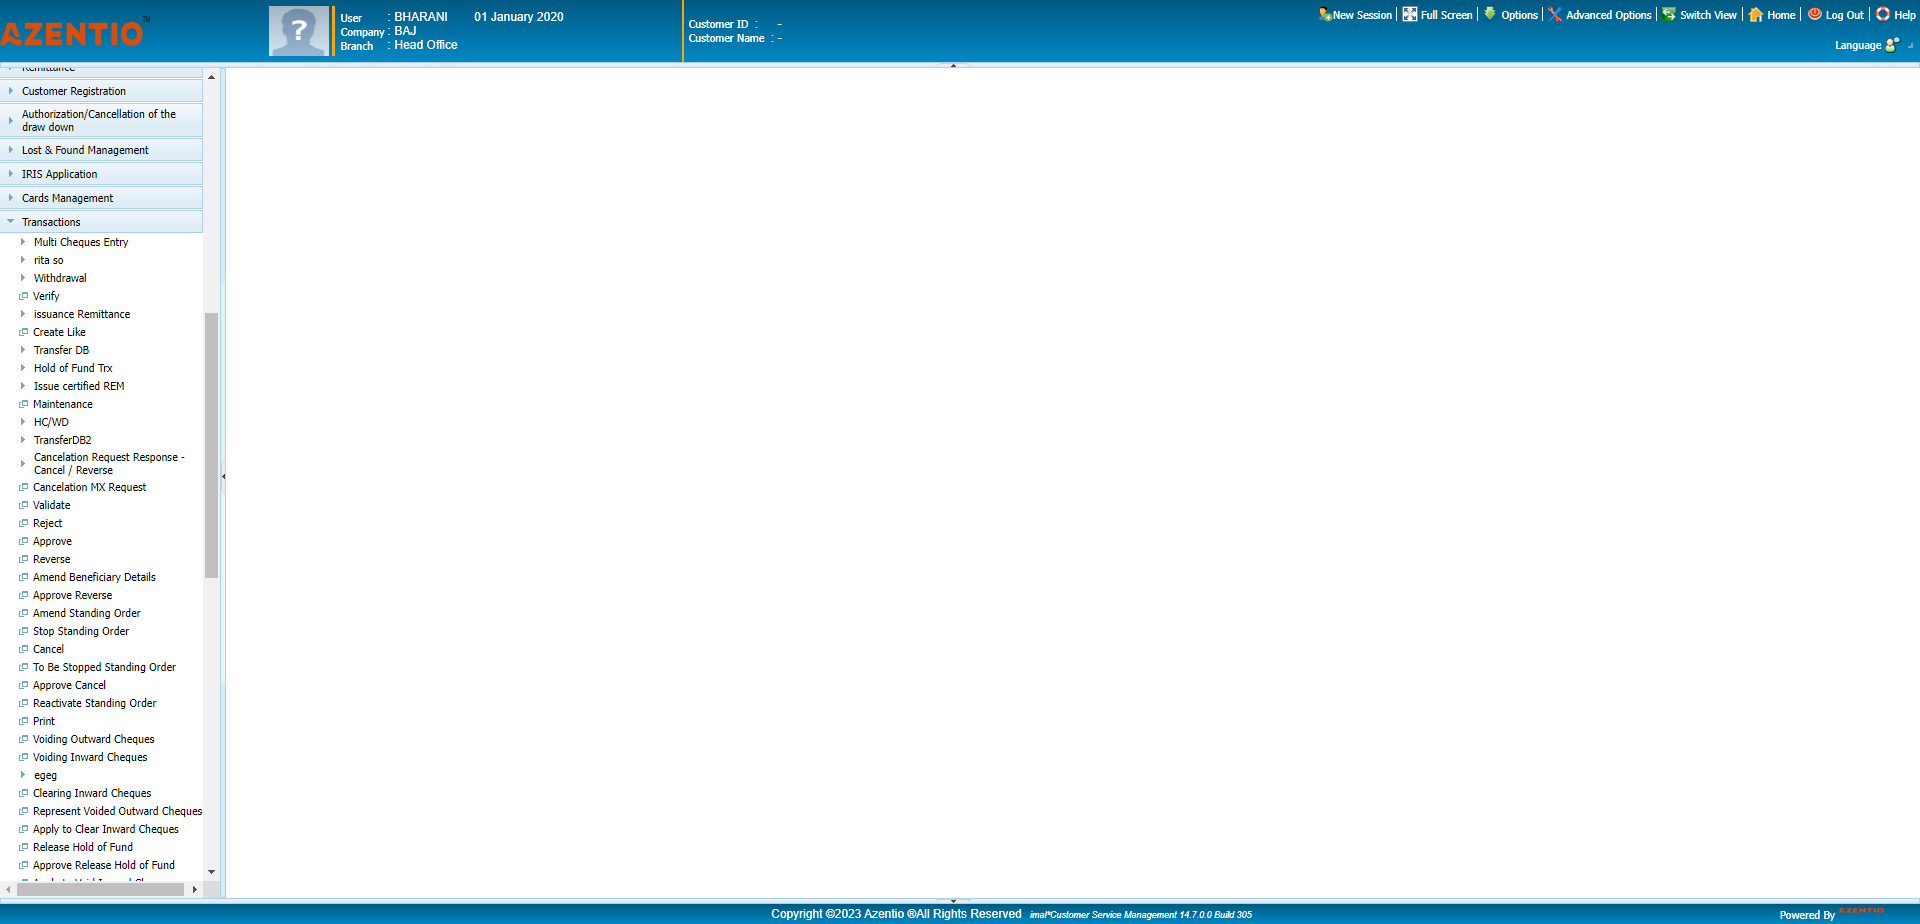 AZENTIO™
User : BHARANI 01 January 2020
Company : BAJ
Branch : Head Office
Customer ID : -
Customer Name : -
New Session | Full Screen | Options | Advanced Options | Switch View | Home | Log Out | Help
Language
Remittance
Customer Registration
Authorization/Cancellation of the
draw down
Lost & Found Management
IRIS Application
Cards Management
Transactions
Multi Cheques Entry
rita so
Withdrawal
Verify
issuance Remittance
Create Like
Transfer DB
Hold of Fund Trx
Issue certified REM
Maintenance
HC/WD
TransferDB2
Cancelation Request Response -
Cancel / Reverse
Cancelation MX Request
Validate
Reject
Approve
Reverse
Amend Beneficiary Details
Approve Reverse
Amend Standing Order
Stop Standing Order
Cancel
To Be Stopped Standing Order
Approve Cancel
Reactivate Standing Order
Print
Voiding Outward Cheques
Voiding Inward Cheques
egeg
Clearing Inward Cheques
Represent Voided Outward Cheques
Apply to Clear Inward Cheques
Release Hold of Fund
Approve Release Hold of Fund
Copyright ©2023 Azentio ®All Rights Reserved imal*Customer Service Management 14.7.0.0 Build 305
Powered By AZENTIO